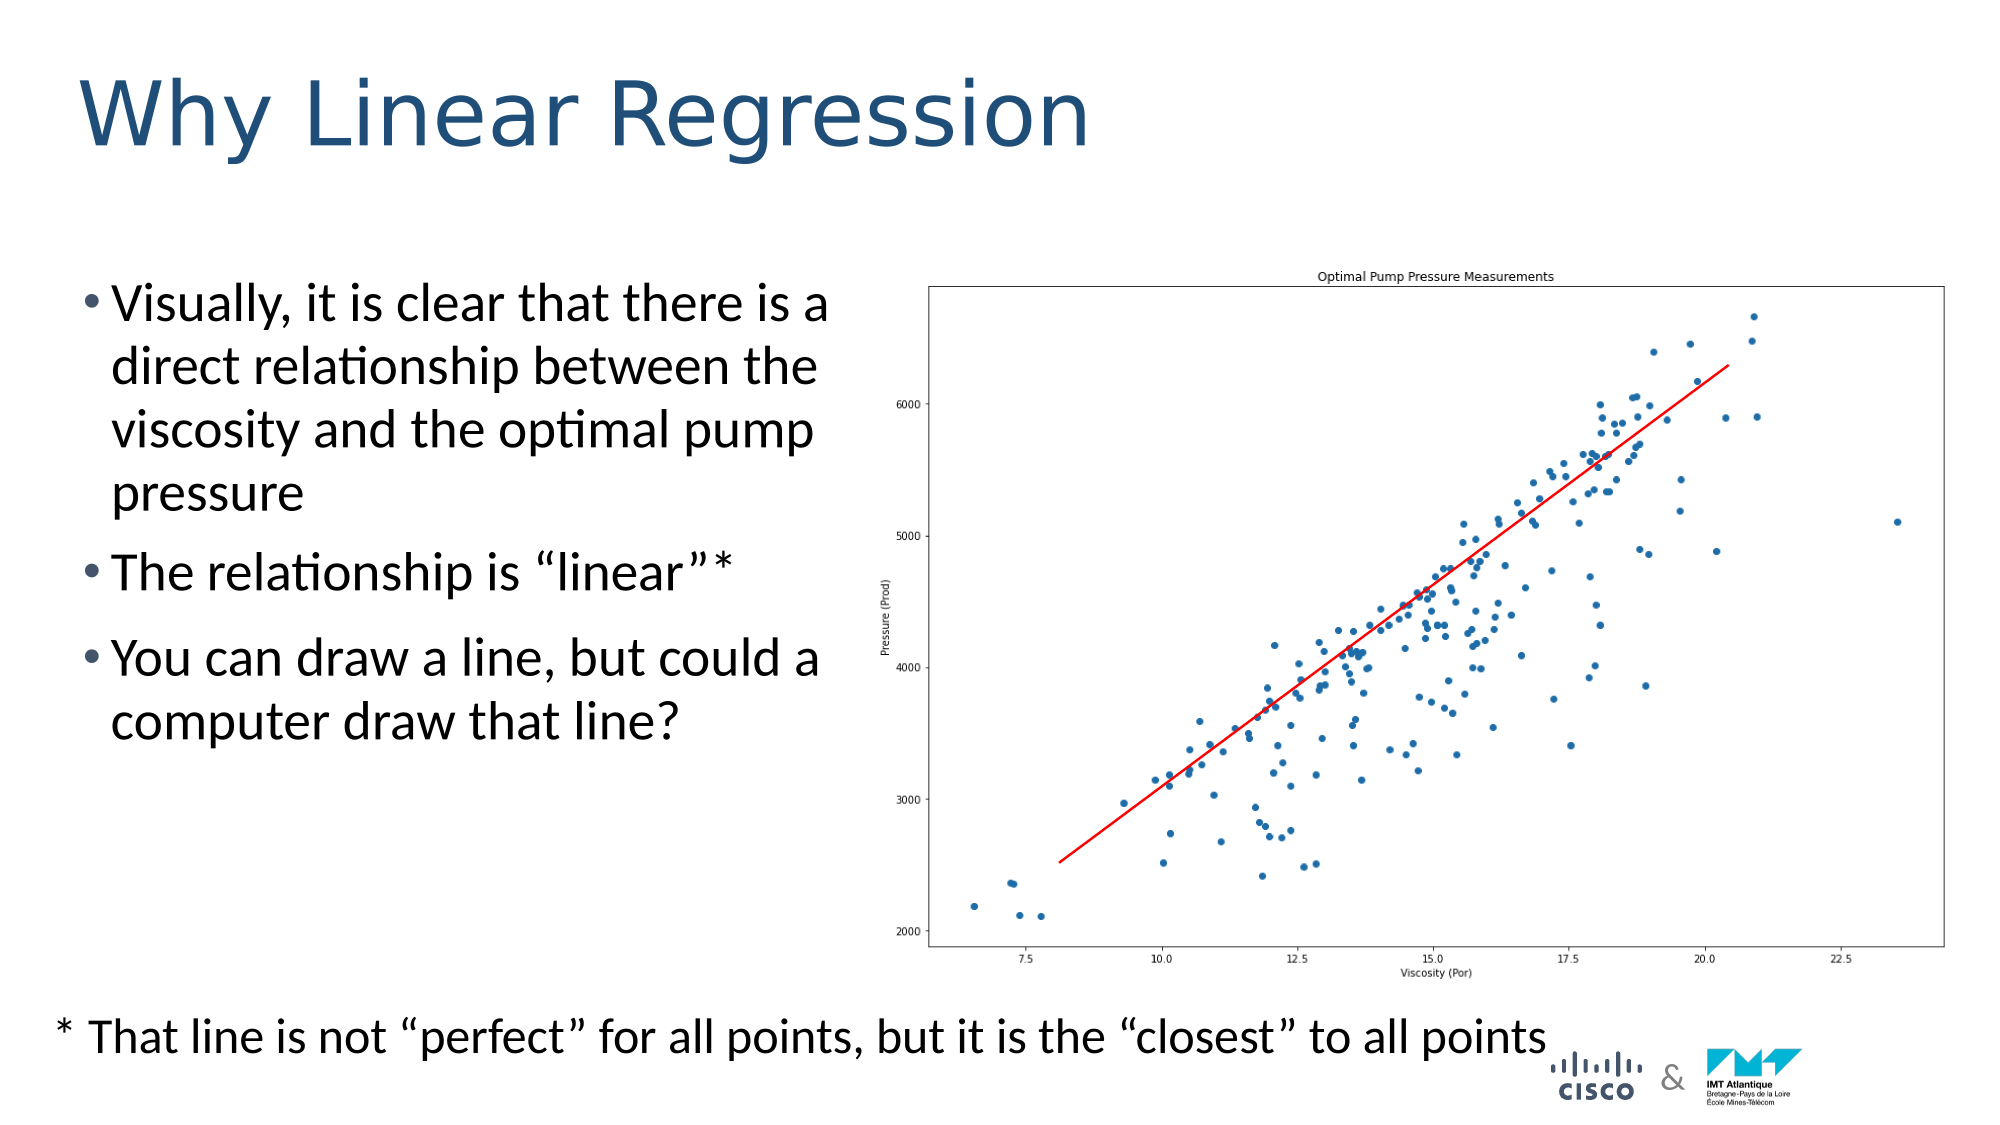 Why Linear Regression
• Visually, it is clear that there is a
direct relationship between the
viscosity and the optimal pump
pressure
• The relationship is “linear”*
• You can draw a line, but could a
computer draw that line?
Optimal Pump Pressure Measurements
6000
5000
4000
3000
2000
Pressure (Prod)
7.5 10.0 12.5 15.0 17.5 20.0 22.5
Viscosity (Por)
* That line is not “perfect” for all points, but it is the “closest” to all points
CISCO & IMT Atlantique
Bretagne-Pays de la Loire
École Mines-Télécom